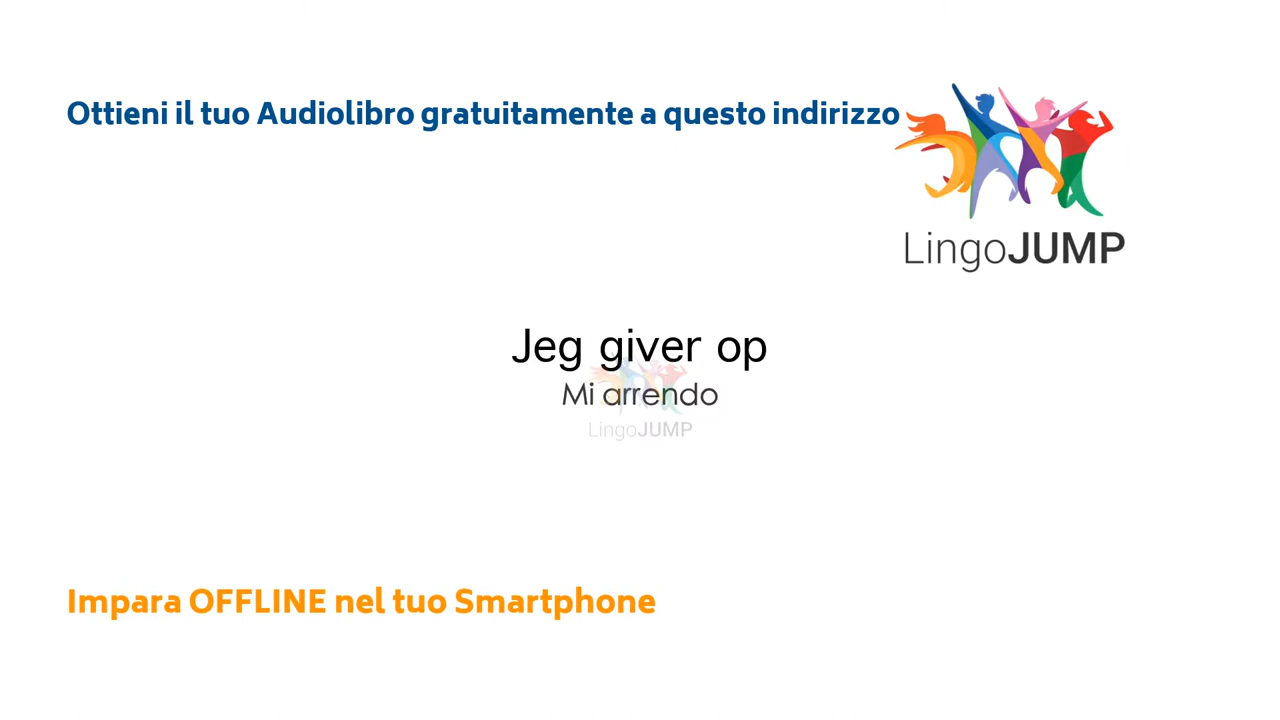 Ottieni il tuo Audiolibro gratuitamente a questo indirizzo
LingoJUMP
Jeg giver op
Mi arrendo
LingoJUMP
Impara OFFLINE nel tuo Smartphone